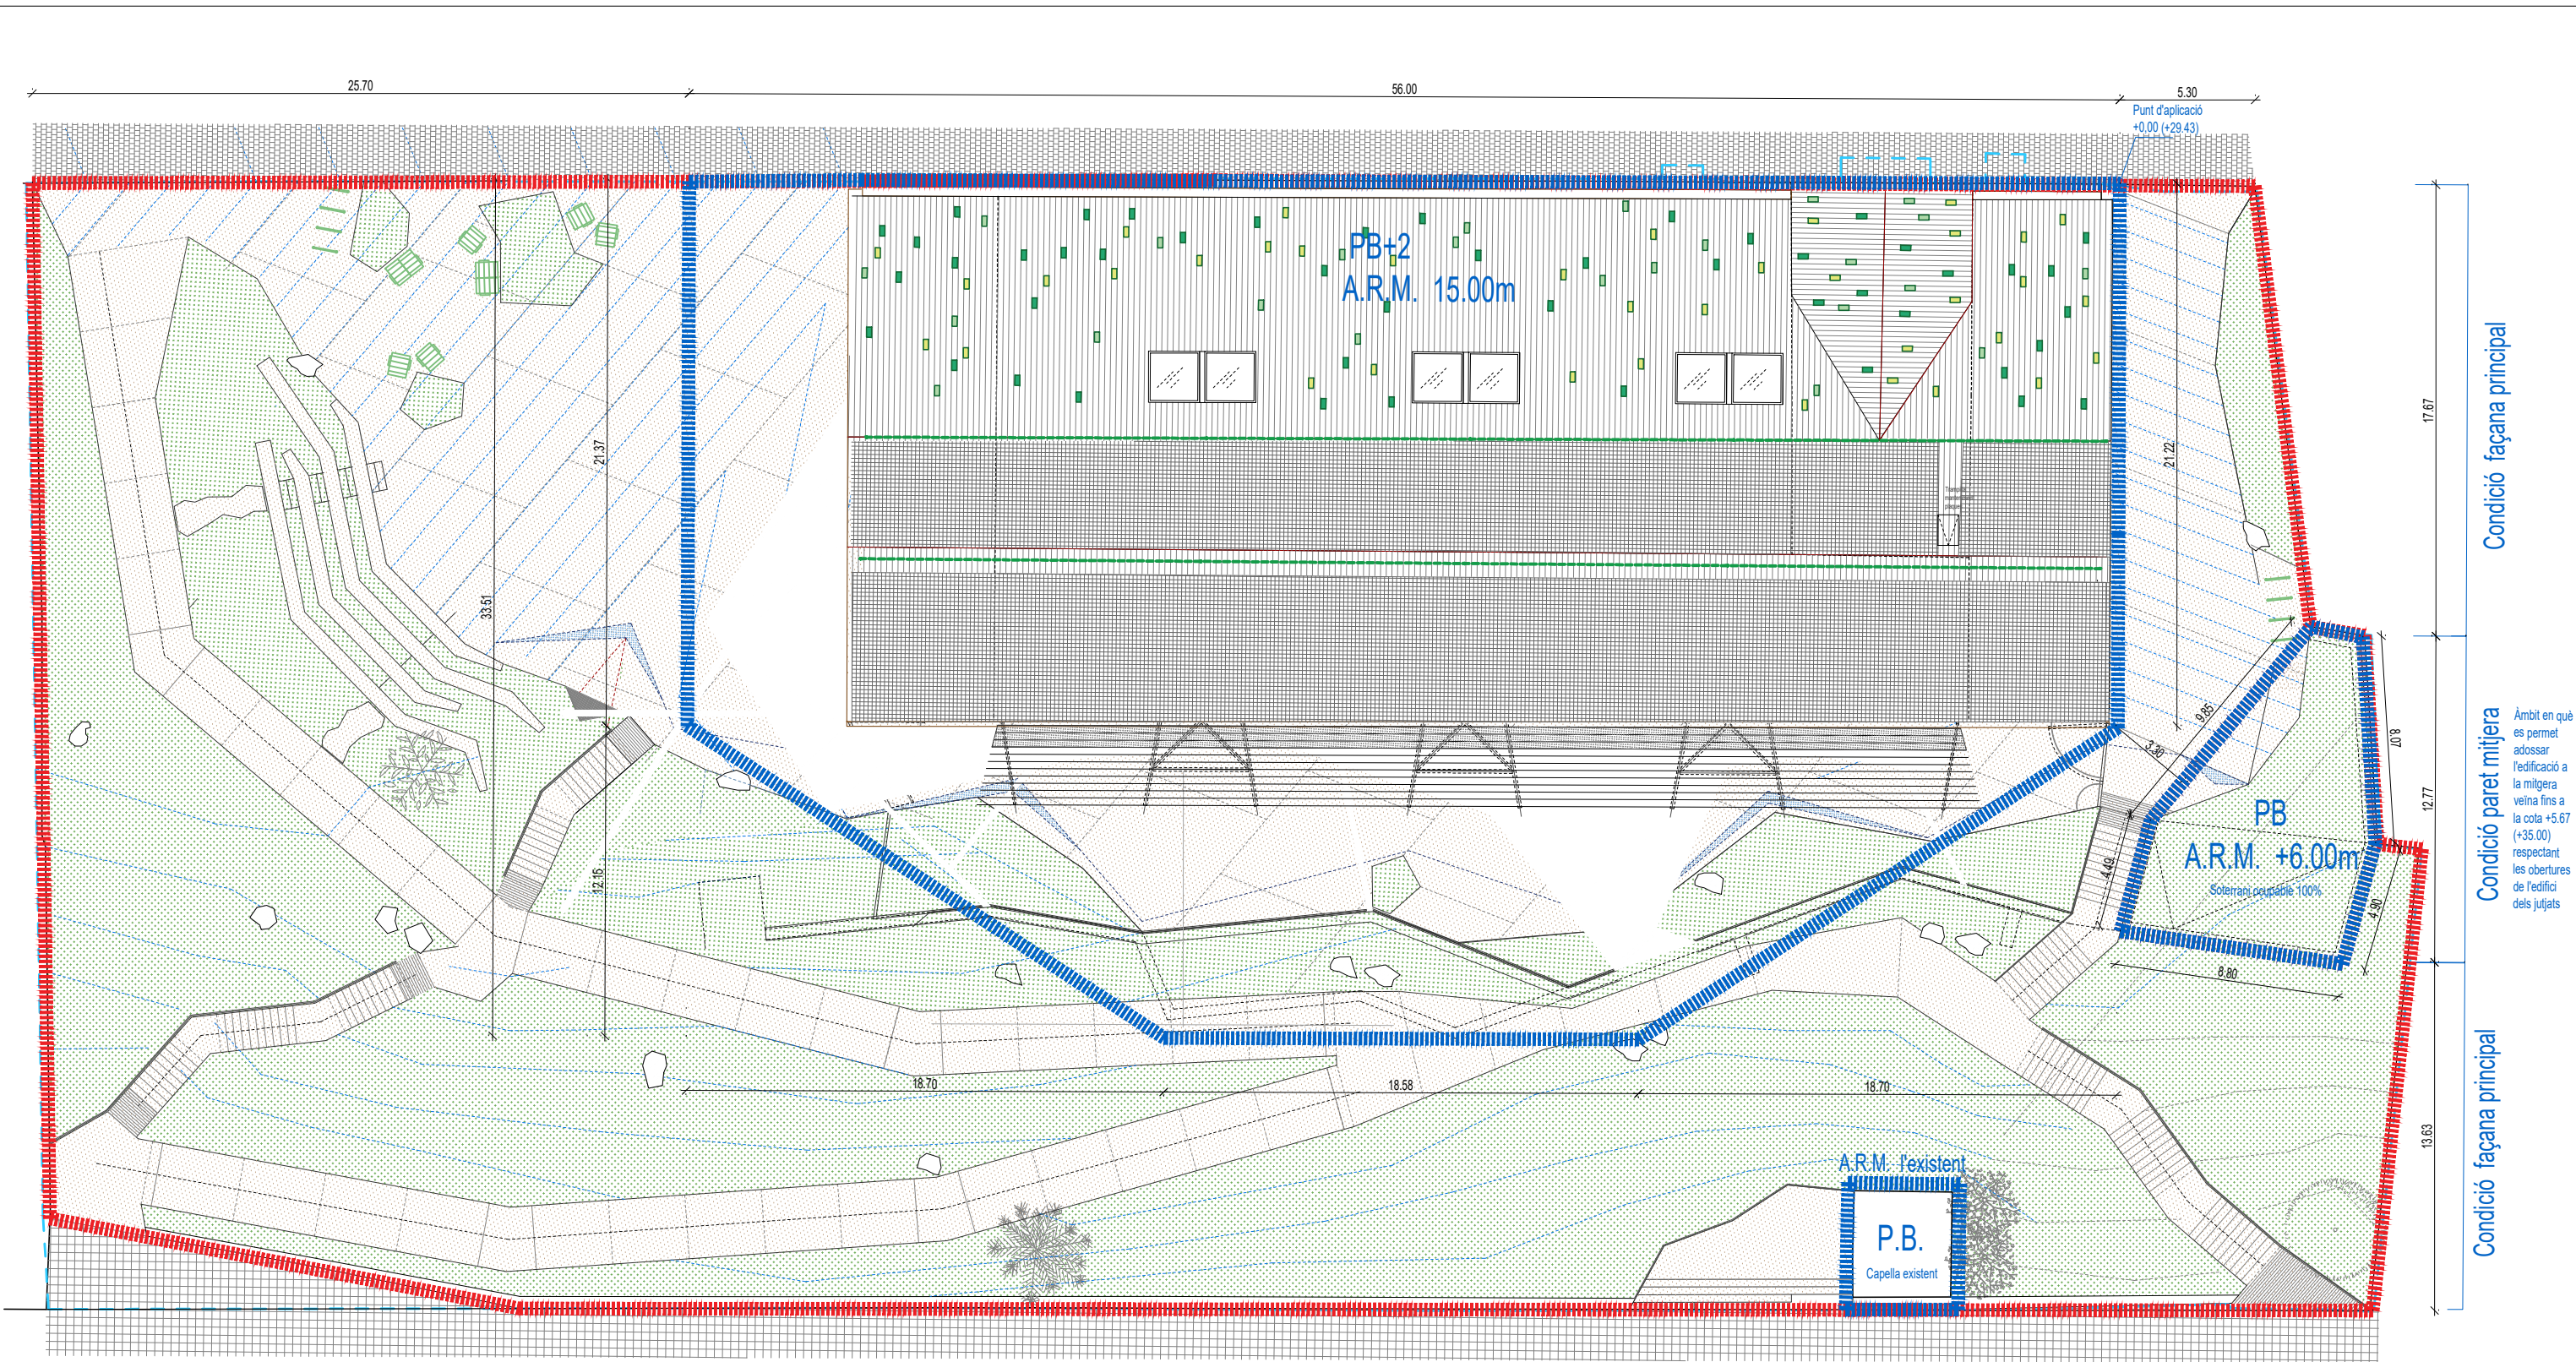 25.70
56.00
5.30
Punt d'aplicació
+0,00 (+29.43)
PB+2
A.R.M. 15.00m
17.67
Condició façana principal
21.37
21.22
33.51
9.85
3.30
8.07
12.77
Condició paret mitjera
Àmbit en què
es permet
adossar
l'edificació a
la mitgera
veïna fins a
la cota +5.67
(+35.00)
respectant
les obertures
de l'edifici
dels jutjats
PB
A.R.M. +6.00m
Soterrani ocupable 100%
4.49
4.90
12.16
8.80
18.70
18.58
18.70
13.63
Condició façana principal
A.R.M. l'existent
P.B.
Capella existent